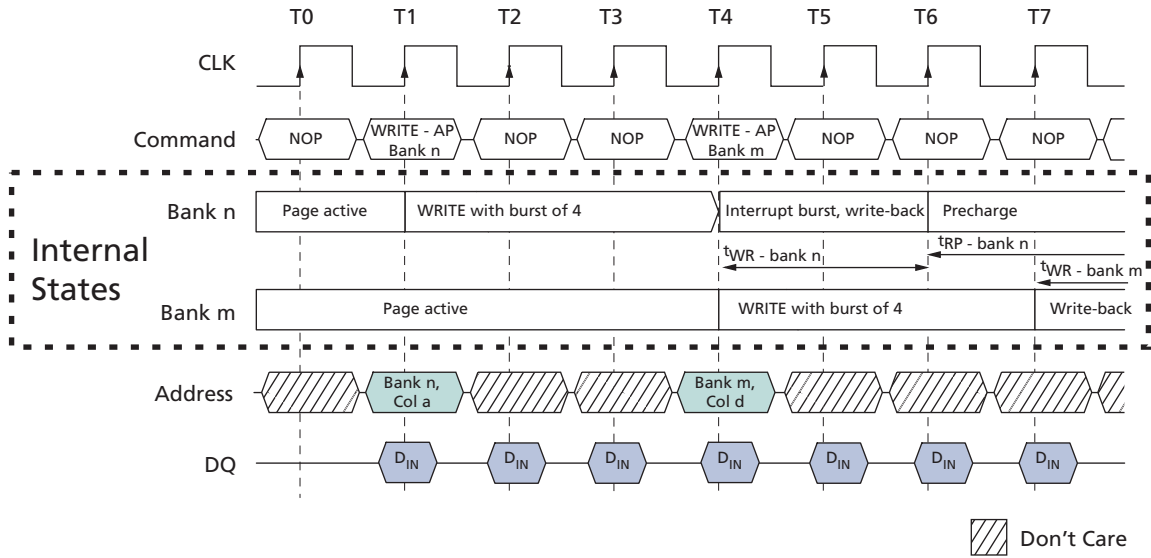 T0 T1 T2 T3 T4 T5 T6 T7
CLK
Command NOP WRITE - AP Bank n NOP NOP WRITE - AP Bank m NOP NOP NOP
Bank n Page active WRITE with burst of 4 Interrupt burst, write-back Precharge
Internal States
tWR - bank n tRP - bank n
tWR - bank m
Bank m Page active WRITE with burst of 4 Write-back
Address Bank n, Col a Bank m, Col d
DQ DIN DIN DIN DIN DIN DIN DIN
Don't Care